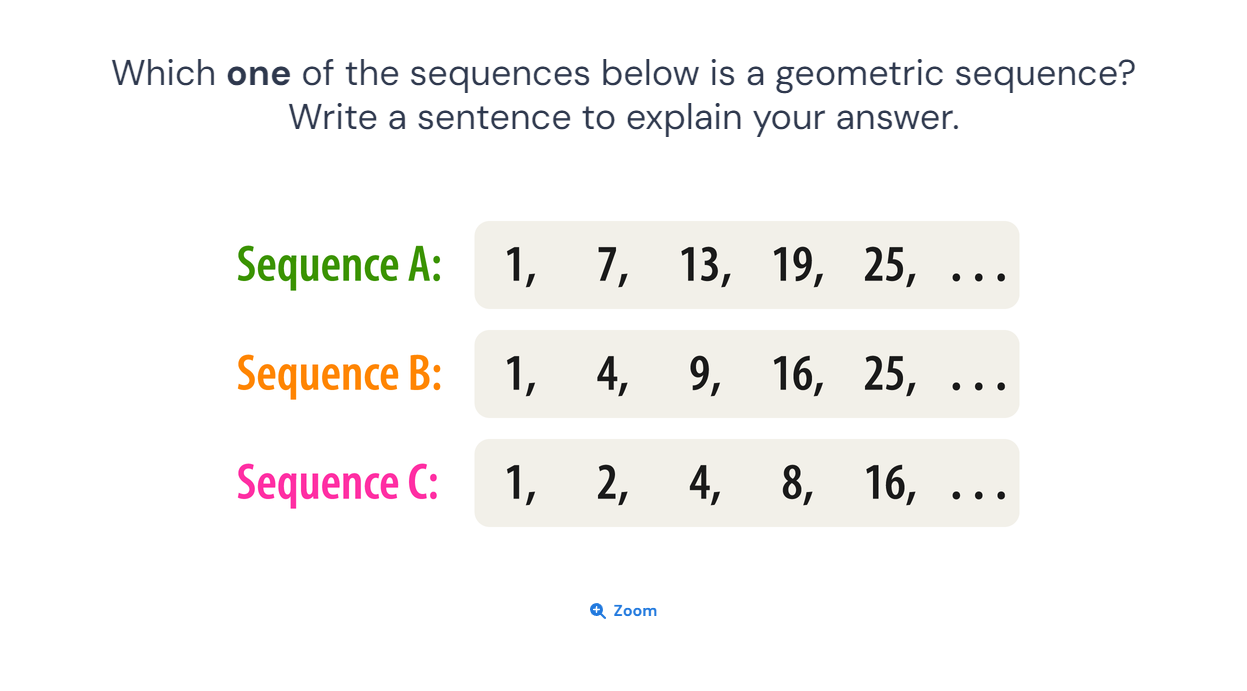 Which one of the sequences below is a geometric sequence?
Write a sentence to explain your answer.
Sequence A: 1, 7, 13, 19, 25, ...
Sequence B: 1, 4, 9, 16, 25, ...
Sequence C: 1, 2, 4, 8, 16, ...
Zoom